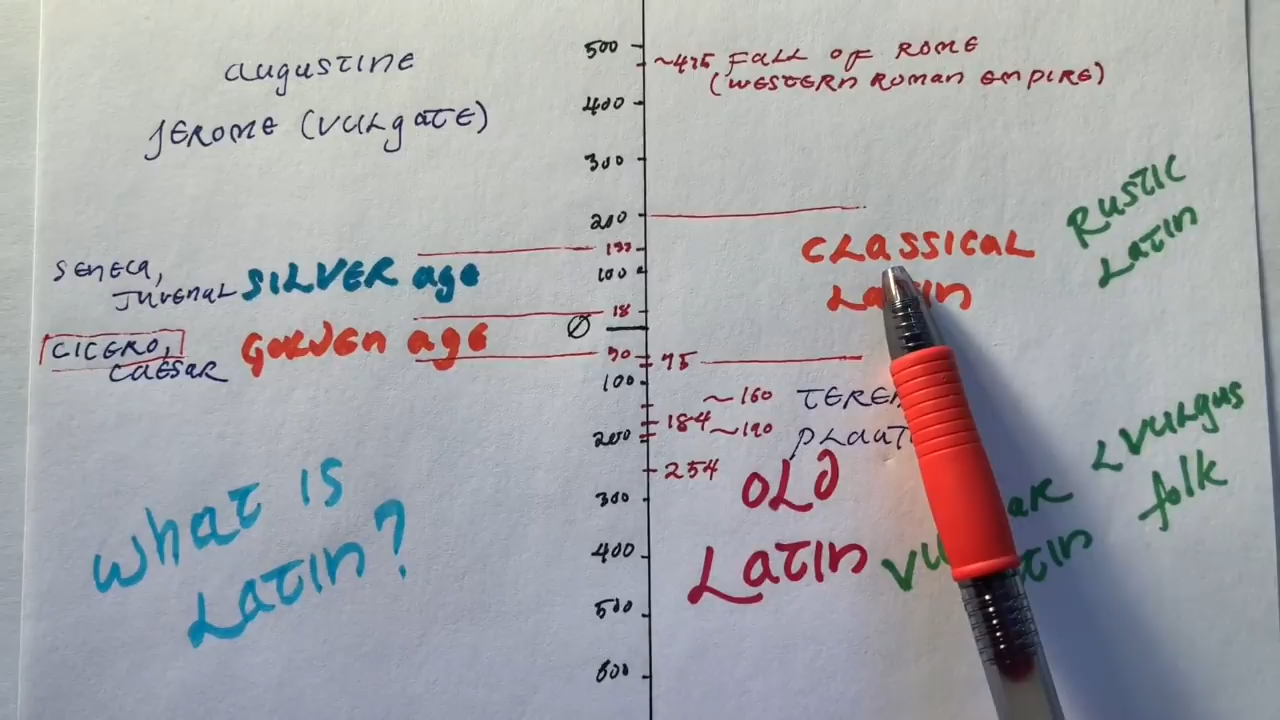 augustine
JEROME (VULgATE)
500
~475 FALL OF ROME
(WESTERN ROMAN EMPIRE)
400
300
200
CLASSICAL
RUSTIC
LATIN
133
100
SENECA,
JUVENAL
SILVER age
18
Ø
CICERO,
CAESAR
GOLDEN age
70
75
100
~160
184
~190
200
254
OLD
LATIN
LVULgus
folk
300
400
500
600
WHAT IS
LATIN?